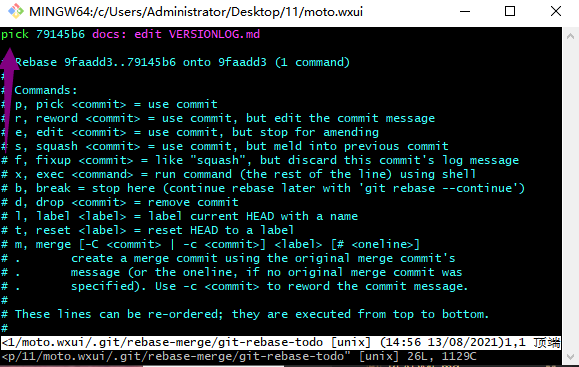 MINGW64:/c/Users/Administrator/Desktop/11/moto.wxui
pick 79145b6 docs: edit VERSIONLOG.md
# Rebase 9faadd3..79145b6 onto 9faadd3 (1 command)
#
# Commands:
# p, pick <commit> = use commit
# r, reword <commit> = use commit, but edit the commit message
# e, edit <commit> = use commit, but stop for amending
# s, squash <commit> = use commit, but meld into previous commit
# f, fixup <commit> = like "squash", but discard this commit's log message
# x, exec <command> = run command (the rest of the line) using shell
# b, break = stop here (continue rebase later with 'git rebase --continue')
# d, drop <commit> = remove commit
# l, label <label> = label current HEAD with a name
# t, reset <label> = reset HEAD to a label
# m, merge [-C <commit> | -c <commit>] <label> [# <oneline>]
# . create a merge commit using the original merge commit's
# . message (or the oneline, if no original merge commit was
# . specified). Use -c <commit> to reword the commit message.
#
# These lines can be re-ordered; they are executed from top to bottom.
#
<1/moto.wxui/.git/rebase-merge/git-rebase-todo [unix] (14:56 13/08/2021)1,1 顶端
<p/11/moto.wxui/.git/rebase-merge/git-rebase-todo" [unix] 26L, 1129C